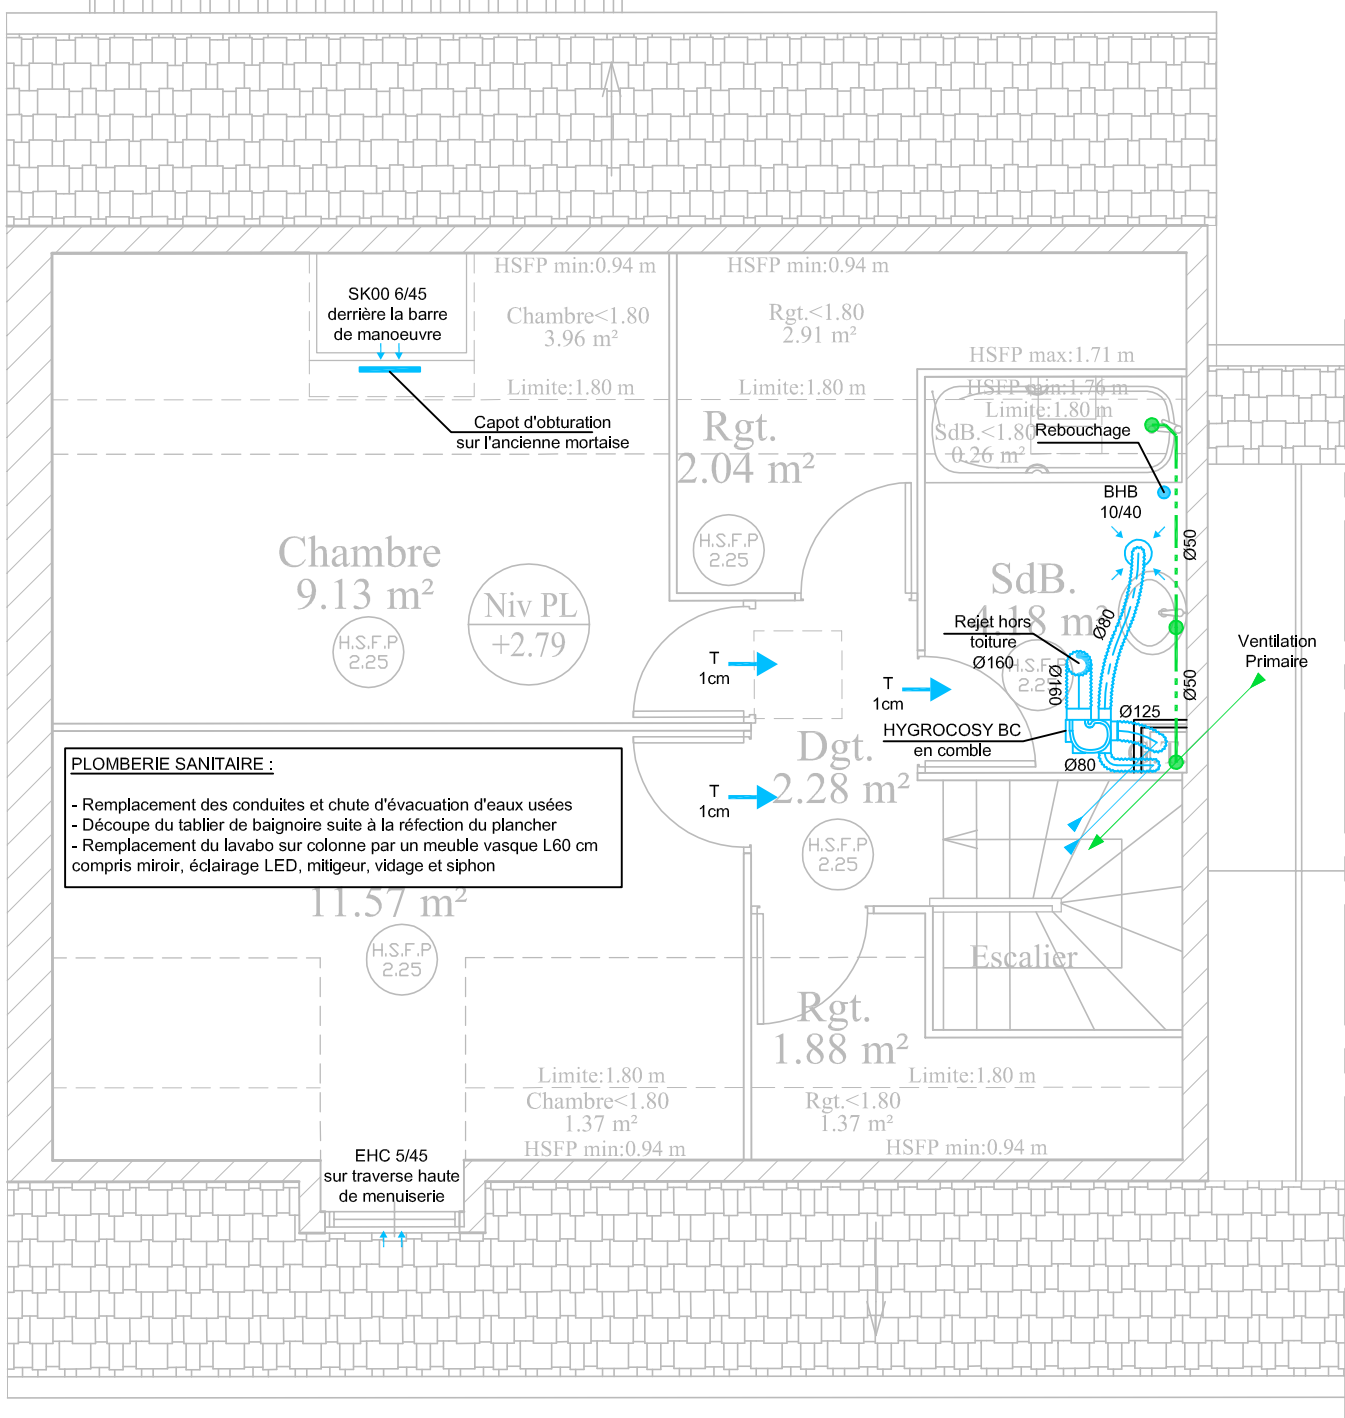 HSFP min:0.94 m
HSFP min:0.94 m
SK00 6/45
derrière la barre
de manoeuvre
Chambre<1.80
3.96 m²
Rgt.<1.80
2.91 m²
HSFP max:1.71 m
Limite:1.80 m
Limite:1.80 m
HSFP min:1.76 m
Limite:1.80 m
SdB.<1.80
0.26 m²
Capot d'obturation
sur l'ancienne mortaise
Rgt.
2.04 m²
Rebouchage
BHB
10/40
H.S.F.P
2.25
Ø50
Chambre
9.13 m²
Niv PL
+2.79
H.S.F.P
2.25
SdB.
4.18 m²
Ø80
Rejet hors
toiture
Ø160
H.S.F.P
2.25
Ø160
Ø50
Ventilation
Primaire
T
1cm
T
1cm
Ø125
HYGROCOSY BC
en comble
Ø80
Dgt.
2.28 m²
T
1cm
PLOMBERIE SANITAIRE :
- Remplacement des conduites et chute d'évacuation d'eaux usées
- Découpe du tablier de baignoire suite à la réfection du plancher
- Remplacement du lavabo sur colonne par un meuble vasque L60 cm
compris miroir, éclairage LED, mitigeur, vidage et siphon
H.S.F.P
2.25
11.57 m²
H.S.F.P
2.25
Escalier
Rgt.
1.88 m²
Limite:1.80 m
Chambre<1.80
1.37 m²
HSFP min:0.94 m
Limite:1.80 m
Rgt.<1.80
1.37 m²
HSFP min:0.94 m
EHC 5/45
sur traverse haute
de menuiserie